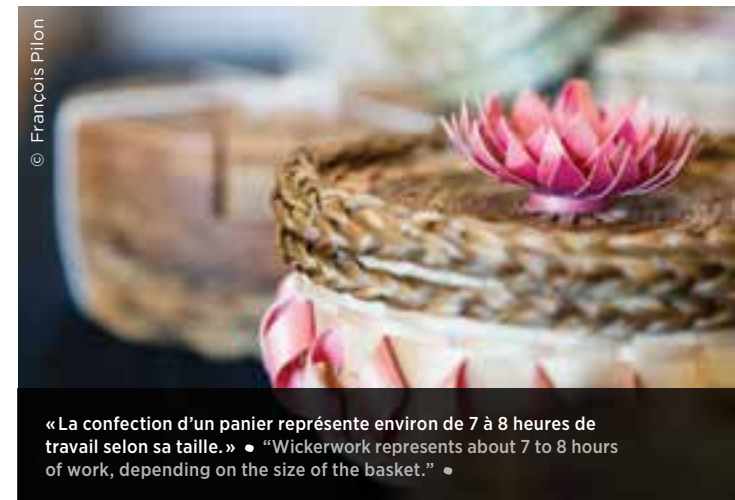 © François Pilon
«La confection d'un panier représente environ de 7 à 8 heures de
travail selon sa taille.» • “Wickerwork represents about 7 to 8 hours
of work, depending on the size of the basket.” •